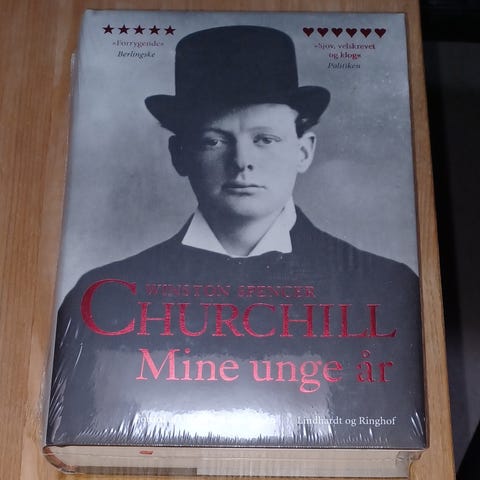 ★★★★★
»Forrygende«
Berlingske
♥♥♥♥♥♥
»Sjov, velskrevet
og klog«
Politiken
WINSTON SPENCER
CHURCHILL
Mine unge år
Lindhardt og Ringhof